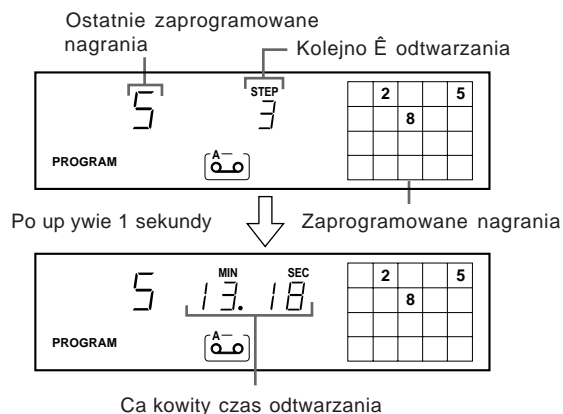 Ostatnie zaprogramowane
nagrania
Kolejno Ê odtwarzania
STEP
5 3
2 5
8
PROGRAM
A
Po up ywie 1 sekundy
Zaprogramowane nagrania
MIN SEC
5 13. 18
2 5
8
PROGRAM
A
Ca kowity czas odtwarzania